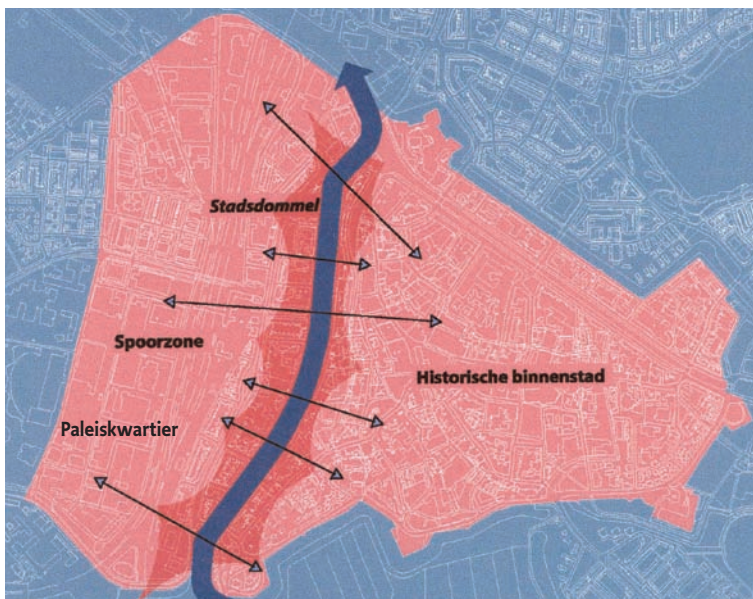 Stadsdommel
Spoorzone
Historische binnenstad
Paleiskwartier